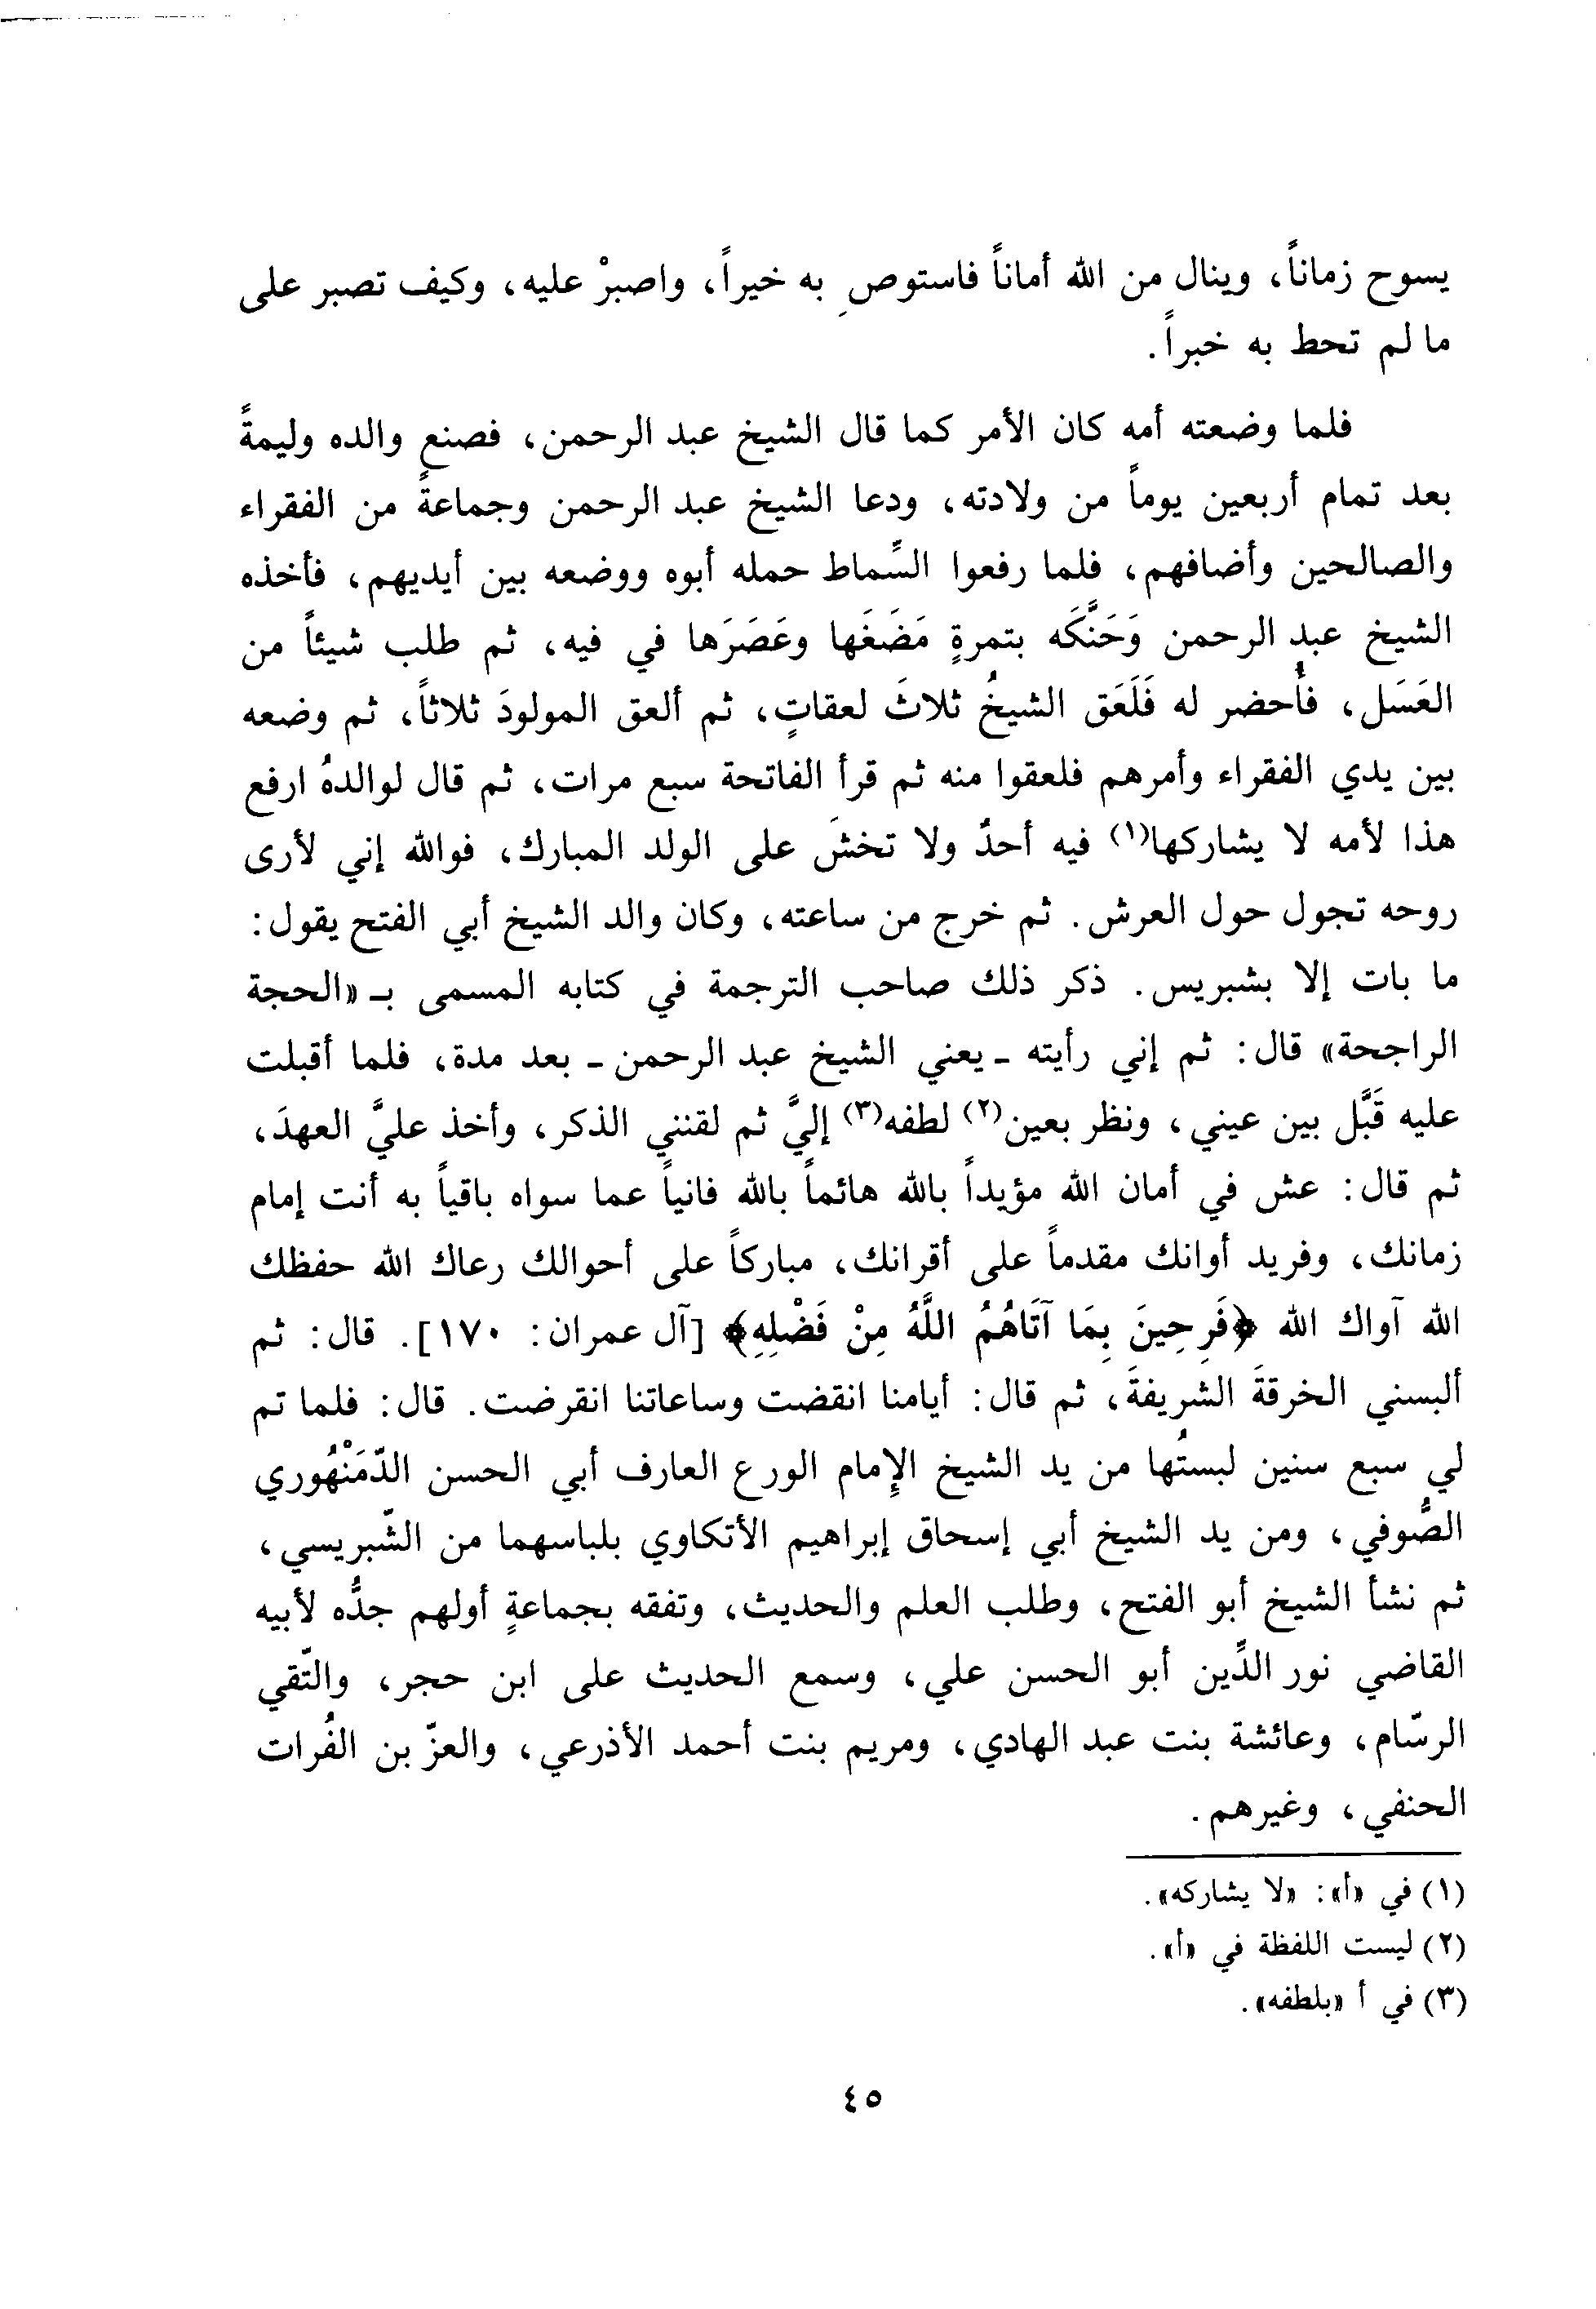 يسوح زماناً، وينال من الله أماناً فاستوصِ به خيراً، واصبرْ عليه، وكيف تصبر على
ما لم تحط به خبراً.
فلما وضعته أمه كان الأمر كما قال الشيخ عبد الرحمن، فصنع والده وليمةً
بعد تمام أربعين يوماً من ولادته، ودعا الشيخ عبد الرحمن وجماعةً من الفقراء
والصالحين وأضافهم، فلما رفعوا السِّماط حمله أبوه ووضعه بين أيديهم، فأخذه
الشيخ عبد الرحمن وَحَنَّكَه بتمرةٍ مَضَغَها وعَصَرَها في فيه، ثم طلب شيئاً من
العَسَل، فأُحضر له فَلَعَق الشيخُ ثلاثَ لعقاتٍ، ثم ألعق المولودَ ثلاثاً، ثم وضعه
بين يدي الفقراء وأمرهم فلعقوا منه ثم قرأ الفاتحة سبع مرات، ثم قال لوالدهُ ارفع
هذا لأمه لا يشاركها(١) فيه أحدٌ ولا تخشَ على الولد المبارك، فوالله إني لأرى
روحه تجول حول العرش. ثم خرج من ساعته، وكان والد الشيخ أبي الفتح يقول:
ما بات إلا بشبريس. ذكر ذلك صاحب الترجمة في كتابه المسمى بـ «الحجة
الراجحة» قال: ثم إني رأيته ـ يعني الشيخ عبد الرحمن ـ بعد مدة، فلما أقبلت
عليه قَبَّل بين عيني، ونظر بعين(٢) لطفه(٣) إليَّ ثم لقنني الذكر، وأخذ عليَّ العهدَ،
ثم قال: عش في أمان الله مؤيداً بالله هائماً بالله فانياً عما سواه باقياً به أنت إمام
زمانك، وفريد أوانك مقدماً على أقرانك، مباركاً على أحوالك رعاك الله حفظك
الله آواك الله ﴿فَرِحِينَ بِمَا آتَاهُمُ اللَّهُ مِنْ فَضْلِهِ﴾ [آل عمران: ١٧٠]. قال: ثم
ألبسني الخرقةَ الشريفةَ، ثم قال: أيامنا انقضت وساعاتنا انقرضت. قال: فلما تم
لي سبع سنين لبستُها من يد الشيخ الإمام الورع العارف أبي الحسن الدّمَنْهُوري
الصُّوفي، ومن يد الشيخ أبي إسحاق إبراهيم الأتكاوي بلباسهما من الشّبريسي،
ثم نشأ الشيخ أبو الفتح، وطلب العلم والحديث، وتفقه بجماعةٍ أولهم جدُّه لأبيه
القاضي نور الدِّين أبو الحسن علي، وسمع الحديث على ابن حجر، والتّقي
الرسّام، وعائشة بنت عبد الهادي، ومريم بنت أحمد الأذرعي، والعزّ بن الفُرات
الحنفي، وغيرهم.
(١) في «أ»: «لا يشاركه».
(٢) ليست اللفظة في «أ».
(٣) في أ «بلطفه».
٤٥